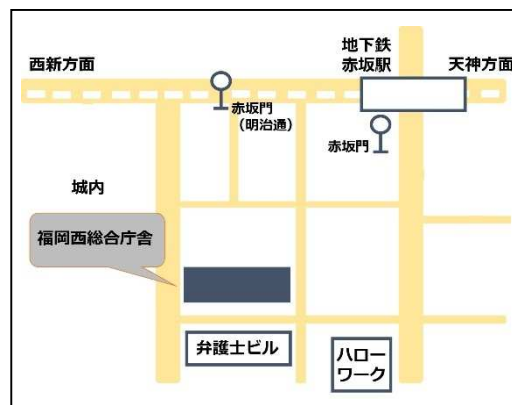 地下鉄
赤坂駅
西新方面
天神方面
赤坂門
（明治通）
赤坂門
城内
福岡西総合庁舎
弁護士ビル
ハロー
ワーク